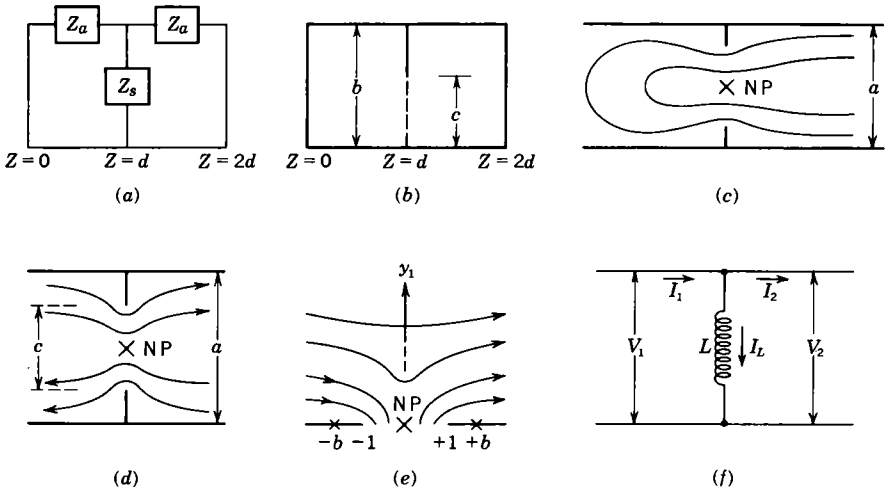 Z_a
Z_a
Z_s
Z = 0
Z = d
Z = 2d
(a)
b
c
Z = 0
Z = d
Z = 2d
(b)
NP
a
(c)
c
NP
a
(d)
y_1
NP
-b
-1
+1
+b
(e)
I_1
I_2
V_1
L
I_L
V_2
(f)